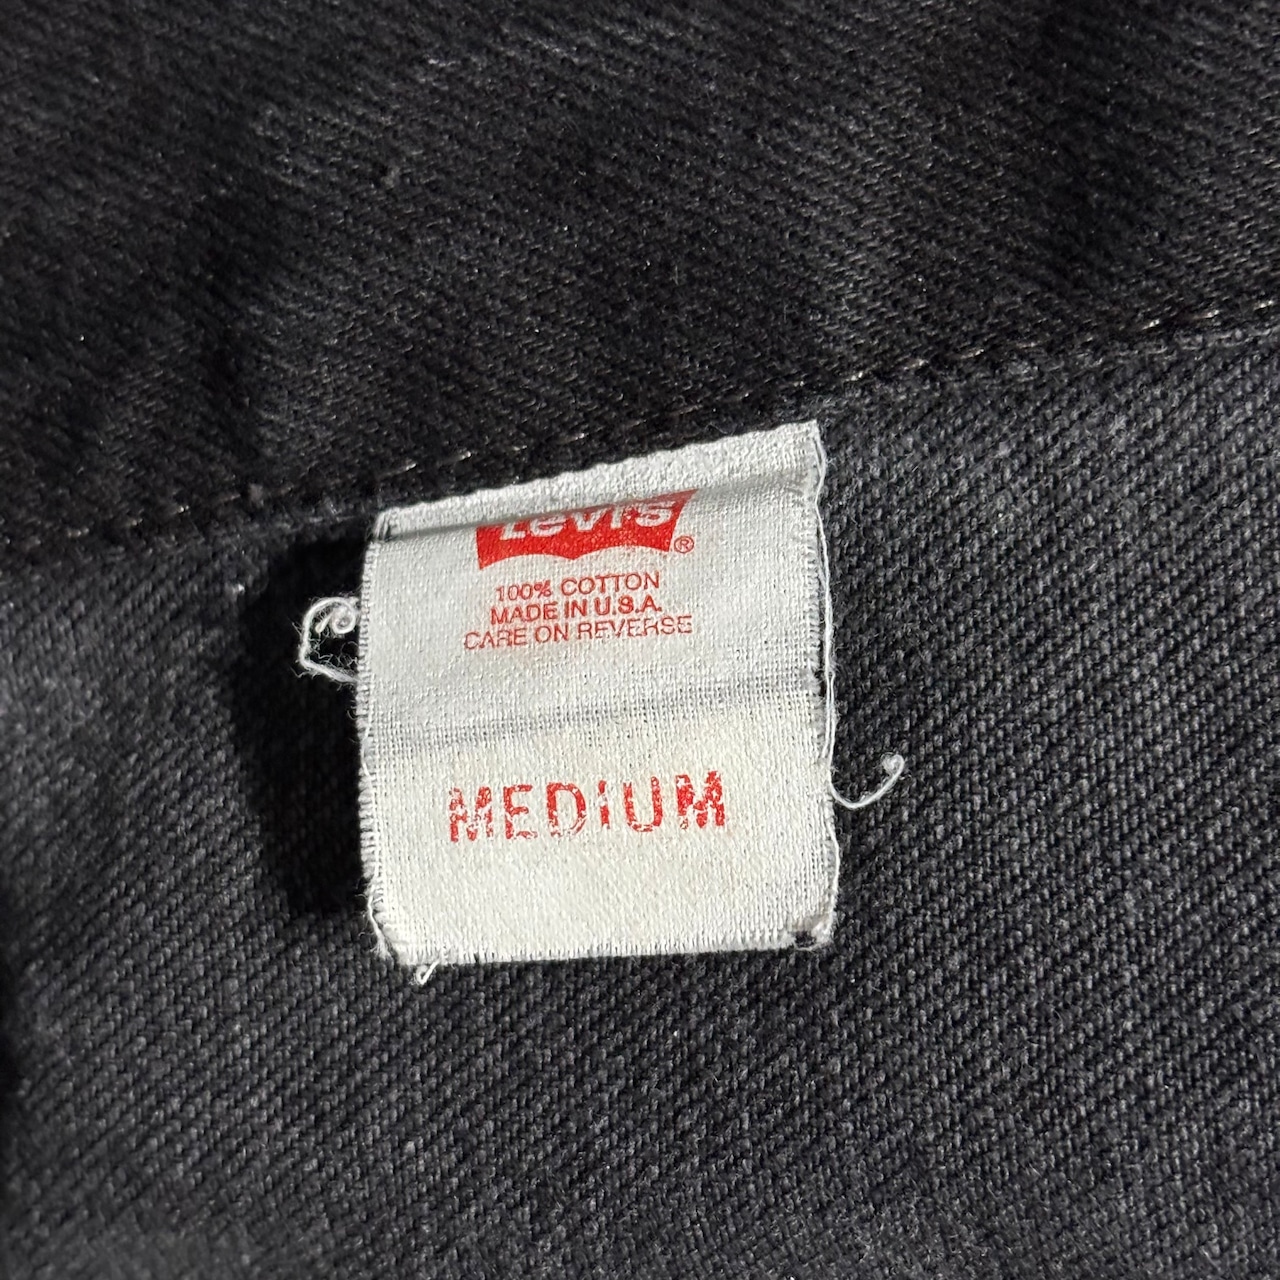 Levi's ®
100% COTTON
MADE IN U.S.A.
CARE ON REVERSE
MEDIUM